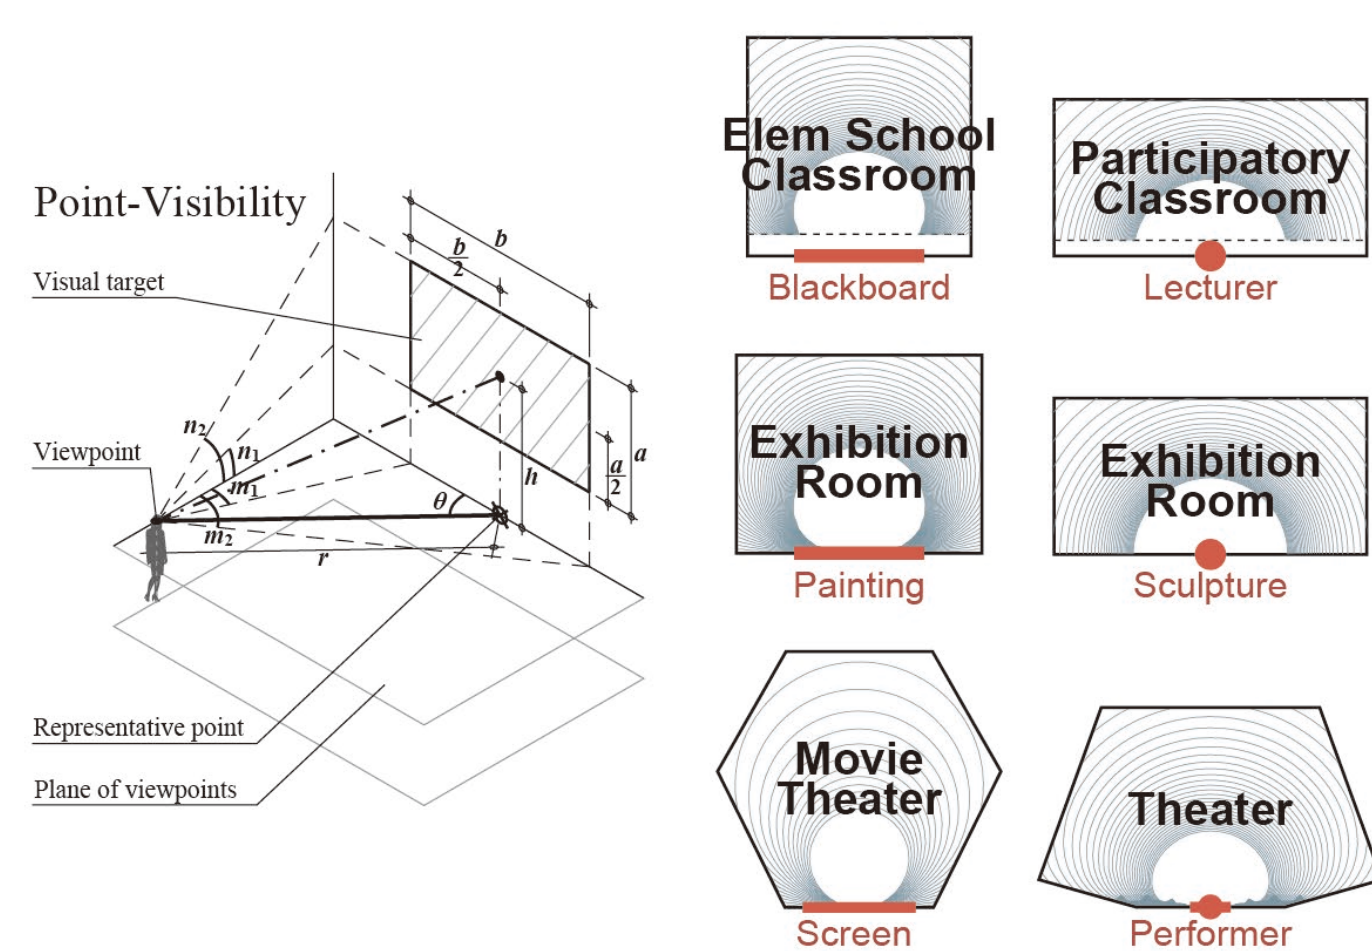 Point-Visibility
Visual target
Viewpoint
Representative point
Plane of viewpoints
b
b
2
a
a
2
h
n2
n1
m1
m2
θ
r
Elem School
Classroom
Blackboard
Participatory
Classroom
Lecturer
Exhibition
Room
Painting
Exhibition
Room
Sculpture
Movie
Theater
Screen
Theater
Performer